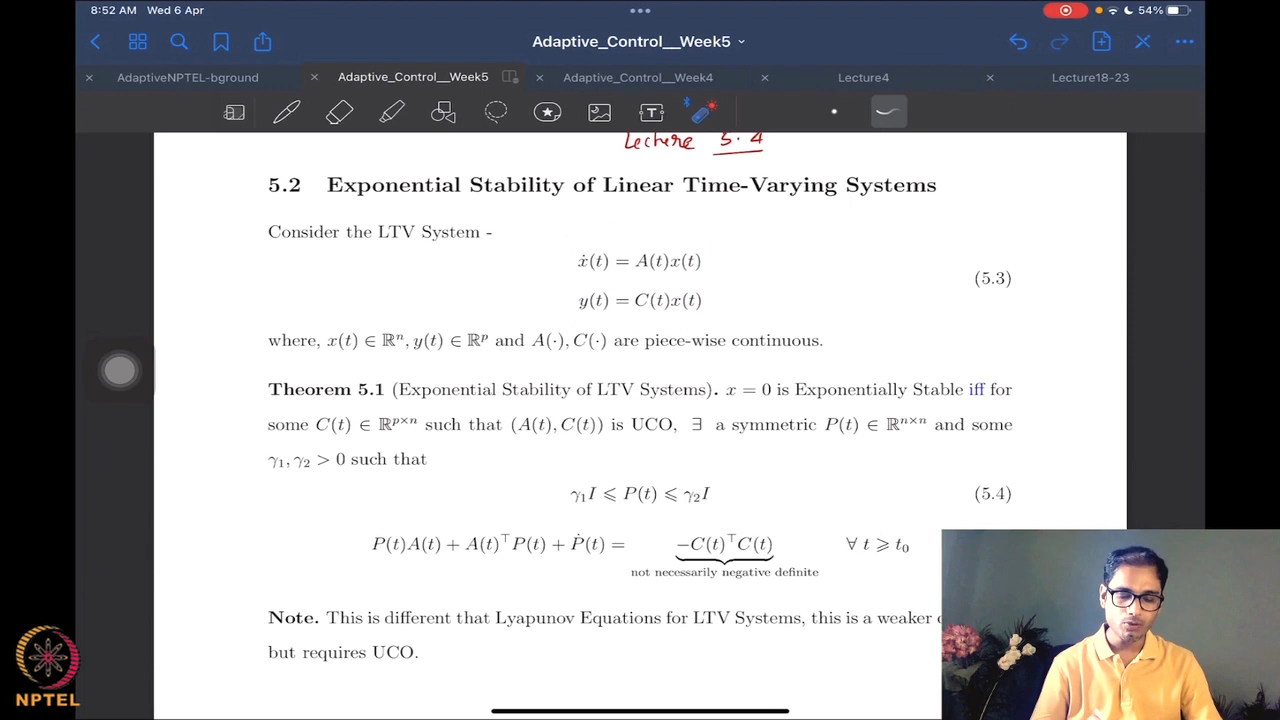 8:52 AM Wed 6 Apr
54%
Adaptive_Control__Week5
AdaptiveNPTEL-bground
Adaptive_Control__Week5
Adaptive_Control__Week4
Lecture4
Lecture18-23
Lecture 5.4
5.2 Exponential Stability of Linear Time-Varying Systems
Consider the LTV System -
ẋ(t) = A(t)x(t)
y(t) = C(t)x(t)
(5.3)
where, x(t) ∈ ℝⁿ, y(t) ∈ ℝᵖ and A(·), C(·) are piece-wise continuous.
Theorem 5.1 (Exponential Stability of LTV Systems). x = 0 is Exponentially Stable iff for
some C(t) ∈ ℝᵖˣⁿ such that (A(t), C(t)) is UCO, ∃ a symmetric P(t) ∈ ℝⁿˣⁿ and some
γ₁, γ₂ > 0 such that
γ₁I ⩽ P(t) ⩽ γ₂I (5.4)
P(t)A(t) + A(t)⊤P(t) + Ṗ(t) = −C(t)⊤C(t) ∀ t ⩾ t₀
not necessarily negative definite
Note. This is different that Lyapunov Equations for LTV Systems, this is a weaker
but requires UCO.
NPTEL